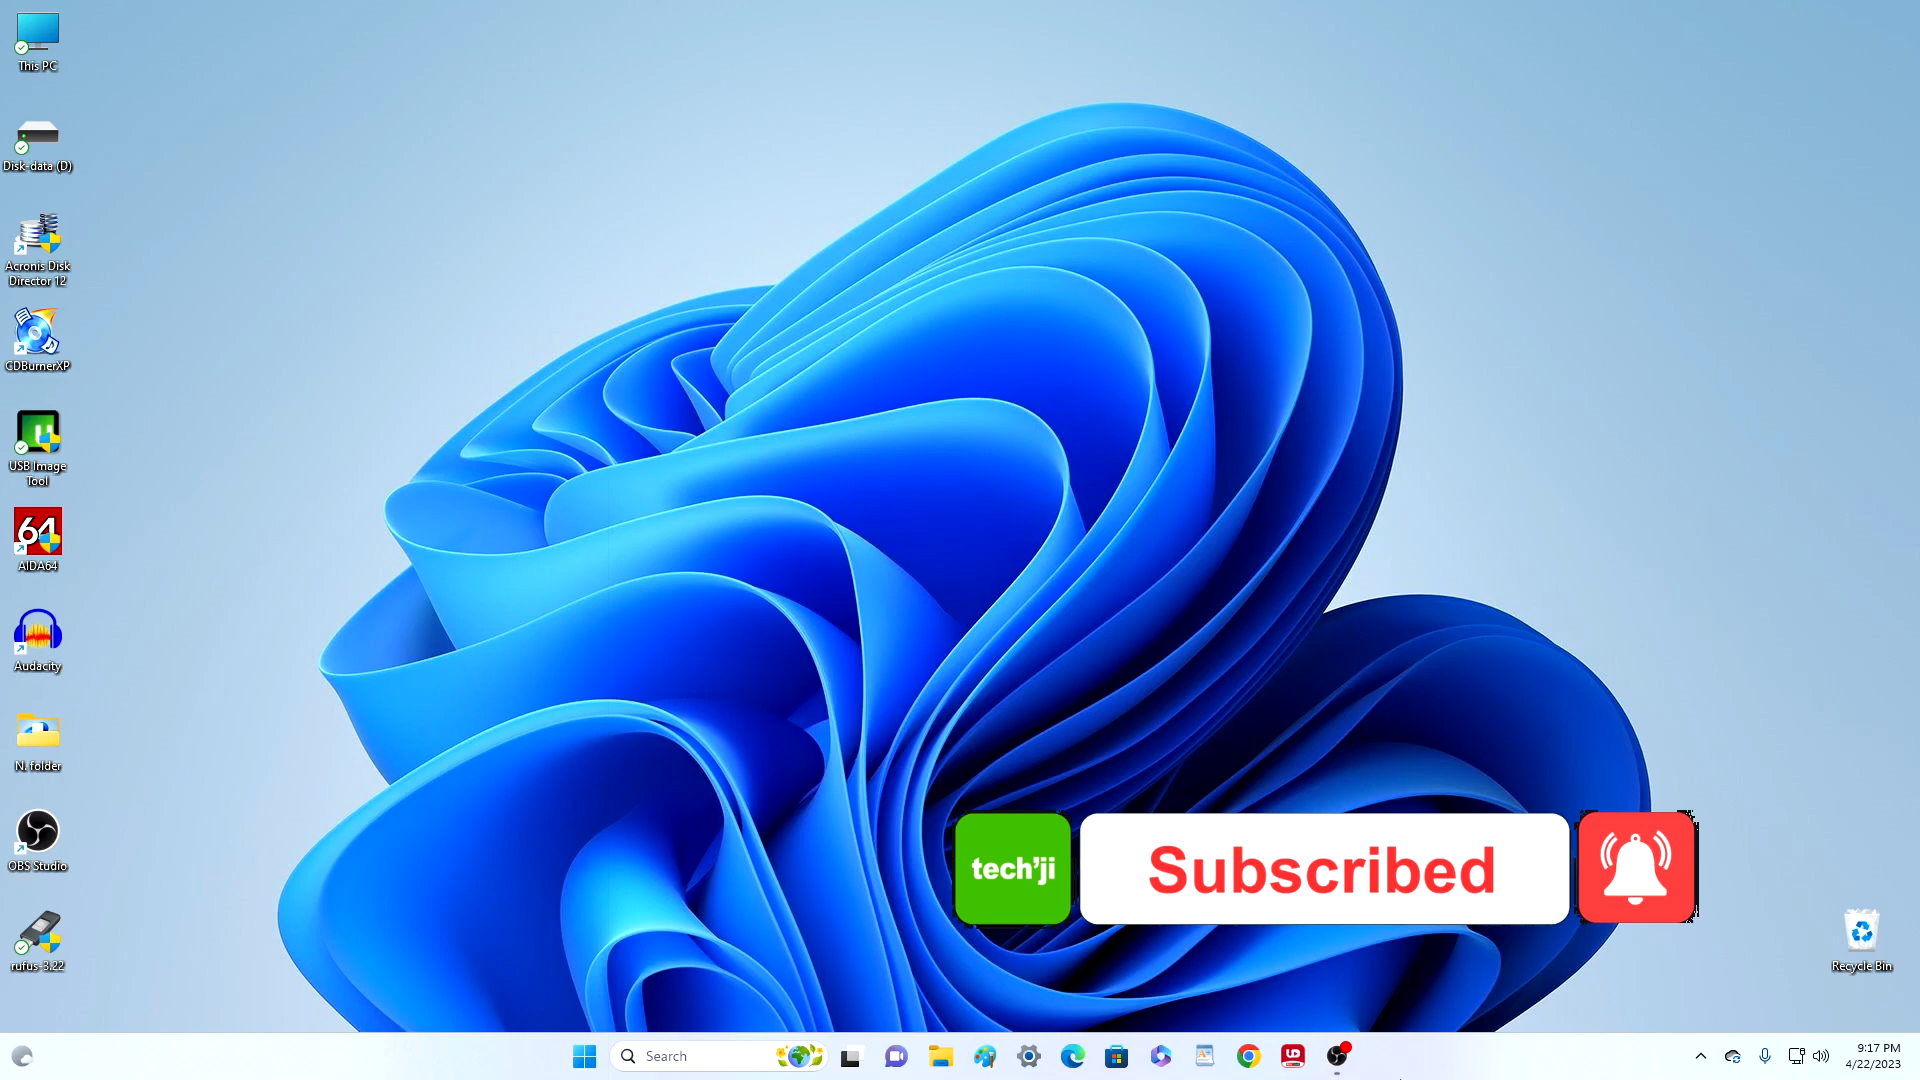 This PC
Disk-data (D)
Acronis Disk
Director 12
CDBurnerXP
USB Image
Tool
64
AIDA64
Audacity
N. folder
OBS Studio
rufus-3.22
tech'ji
Subscribed
Recycle Bin
Search
9:17 PM
4/22/2023